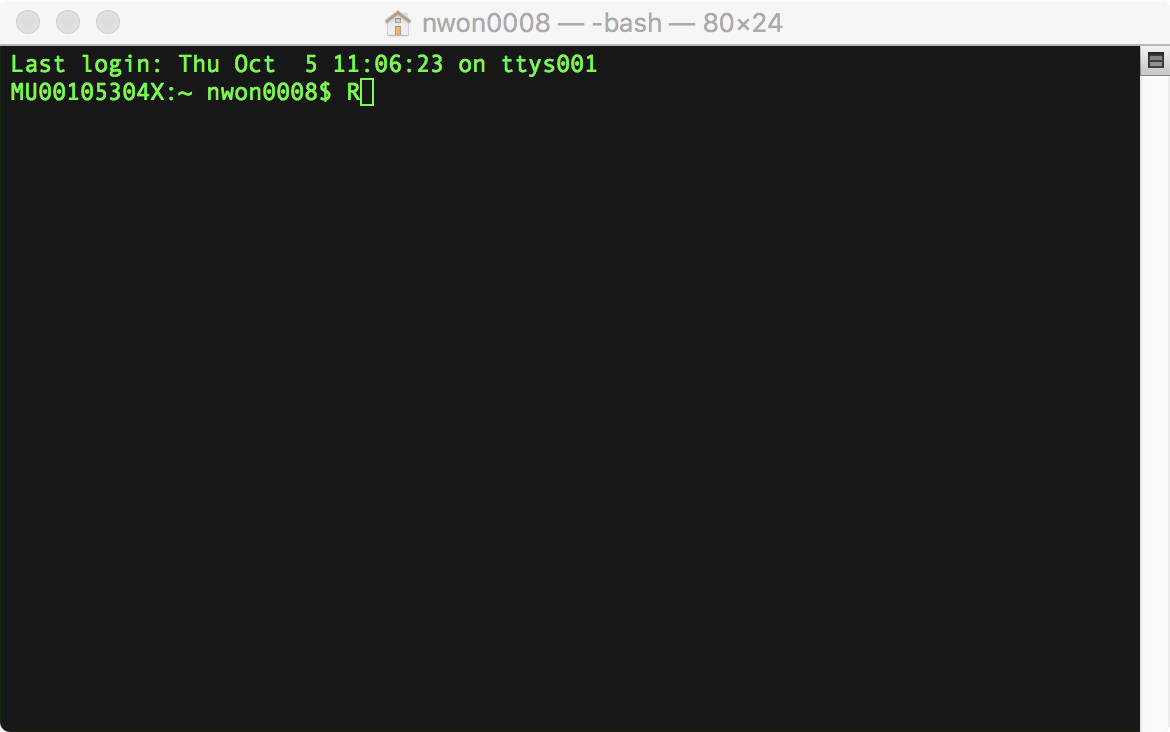 nwon0008 — -bash — 80×24
Last login: Thu Oct  5 11:06:23 on ttys001
MU00105304X:~ nwon0008$ R